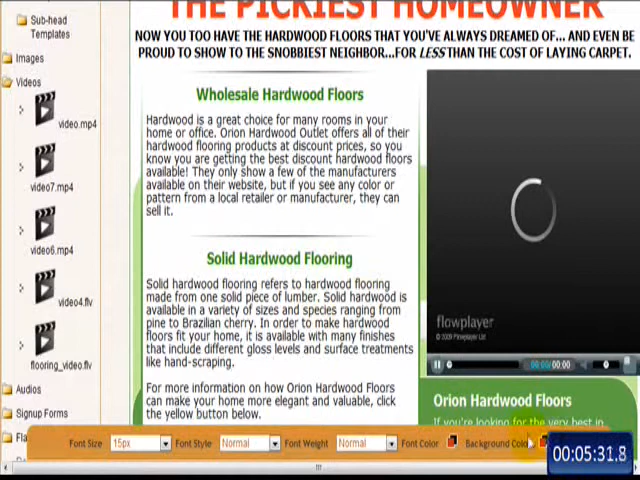 THE PICKIEST HOMEOWNER
NOW YOU TOO HAVE THE HARDWOOD FLOORS THAT YOU'VE ALWAYS DREAMED OF... AND EVEN BE
PROUD TO SHOW TO THE SNOBBIEST NEIGHBOR...FOR LESS THAN THE COST OF LAYING CARPET.
Sub-head
Templates
Images
Videos
video.mp4
video7.mp4
video6.mp4
video4.flv
flooring_video.flv
Audios
Signup Forms
Wholesale Hardwood Floors
Hardwood is a great choice for many rooms in your
home or office. Orion Hardwood Outlet offers all of their
hardwood flooring products at discount prices, so you
know you are getting the best discount hardwood floors
available! They only show a few of the manufacturers
available on their website, but if you see any color or
pattern from a local retailer or manufacturer, they can
sell it.
Solid Hardwood Flooring
Solid hardwood flooring refers to hardwood flooring
made from one solid piece of lumber. Solid hardwood is
available in a variety of sizes and species ranging from
pine to Brazilian cherry. In order to make hardwood
floors fit your home, it is available with many finishes
that include different gloss levels and surface treatments
like hand-scraping.
For more information on how Orion Hardwood Floors
can make your home more elegant and valuable, click
the yellow button below.
flowplayer
00:00/00:00
Orion Hardwood Floors
If you're looking for the very best in
Font Size 15px Font Style Normal Font Weight Normal Font Color Background Color
00:05:31.8